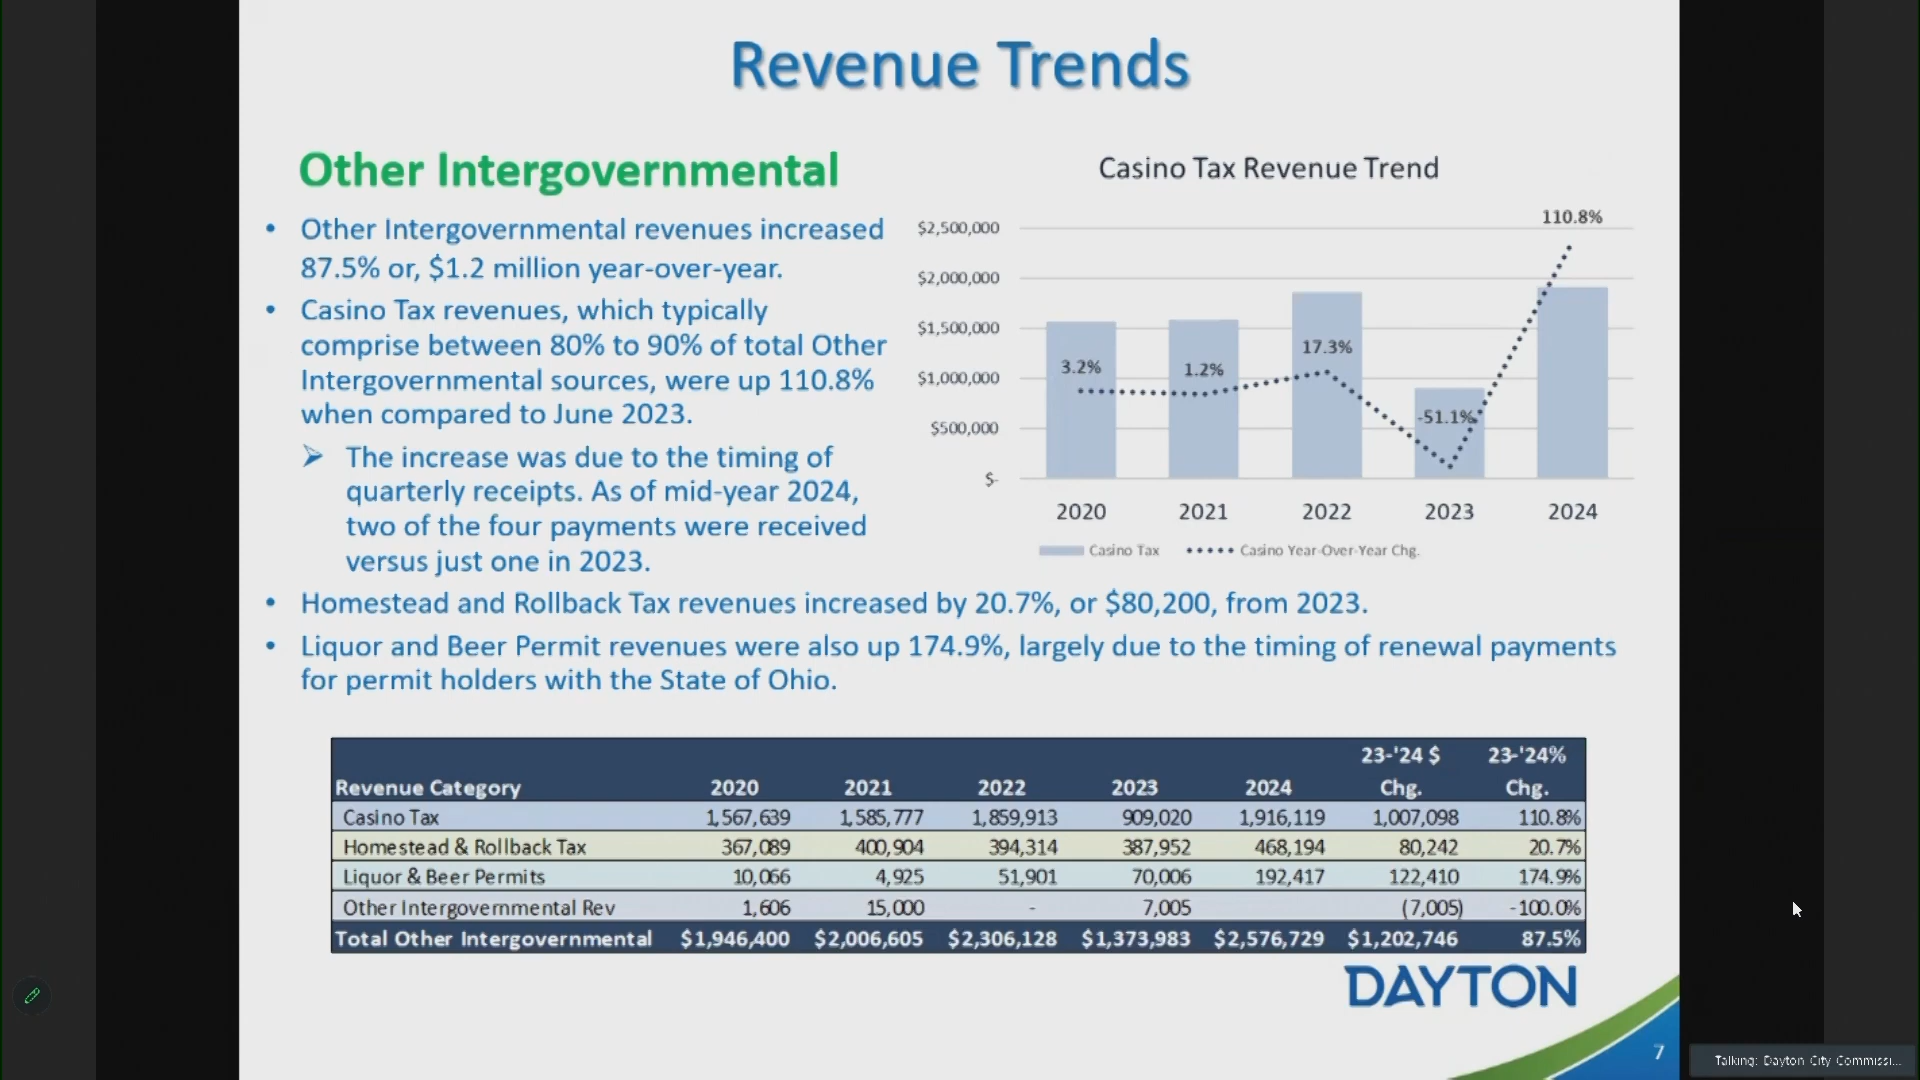 Revenue Trends
Other Intergovernmental
• Other Intergovernmental revenues increased
87.5% or, $1.2 million year-over-year.
• Casino Tax revenues, which typically
comprise between 80% to 90% of total Other
Intergovernmental sources, were up 110.8%
when compared to June 2023.
➢ The increase was due to the timing of
quarterly receipts. As of mid-year 2024,
two of the four payments were received
versus just one in 2023.
Casino Tax Revenue Trend
110.8%
$2,500,000
$2,000,000
$1,500,000
17.3%
3.2% 1.2%
$1,000,000
-51.1%
$500,000
$-
2020 2021 2022 2023 2024
Casino Tax Casino Year-Over-Year Chg.
• Homestead and Rollback Tax revenues increased by 20.7%, or $80,200, from 2023.
• Liquor and Beer Permit revenues were also up 174.9%, largely due to the timing of renewal payments
for permit holders with the State of Ohio.
23-'24 $ 23-'24%
Revenue Category 2020 2021 2022 2023 2024 Chg. Chg.
Casino Tax 1,567,639 1,585,777 1,859,913 909,020 1,916,119 1,007,098 110.8%
Homestead & Rollback Tax 367,089 400,904 394,314 387,952 468,194 80,242 20.7%
Liquor & Beer Permits 10,066 4,925 51,901 70,006 192,417 122,410 174.9%
Other Intergovernmental Rev 1,606 15,000 - 7,005 (7,005) -100.0%
Total Other Intergovernmental $1,946,400 $2,006,605 $2,306,128 $1,373,983 $2,576,729 $1,202,746 87.5%
DAYTON
7
Talking: Dayton City Commissi...